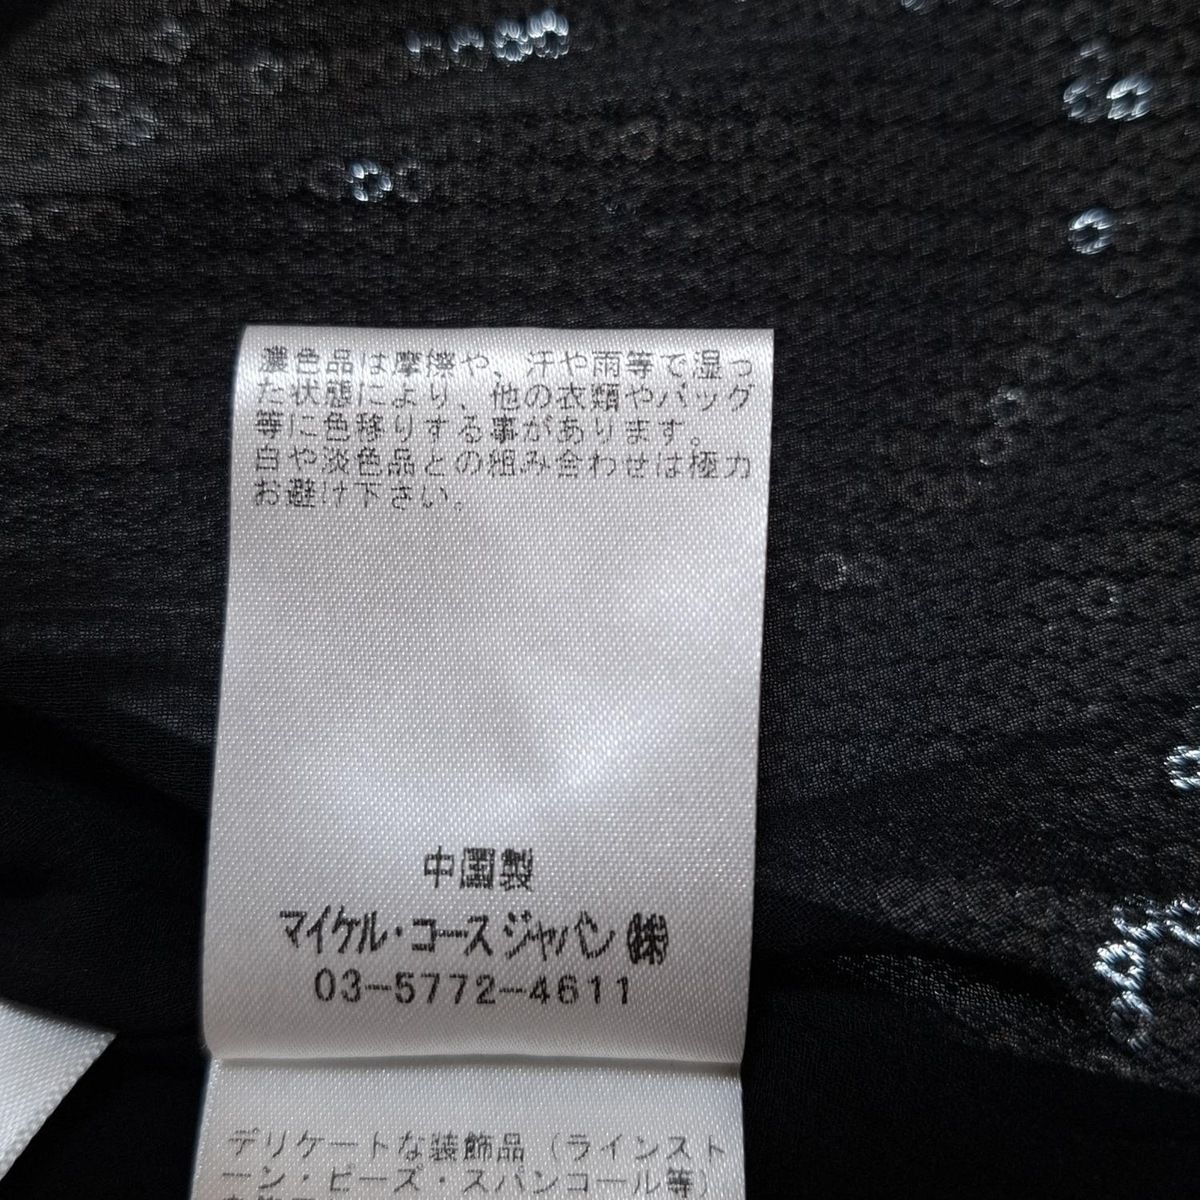 濃色品は摩擦や、汗や雨等で湿っ
た状態により、他の衣類やバッグ
等に色移りする事があります。
白や淡色品との組み合わせは極力
お避け下さい。
中国製
マイケル・コースジャパン㈱
03-5772-4611
デリケートな装飾品（ラインスト
ーン・ビーズ・スパンコール等）